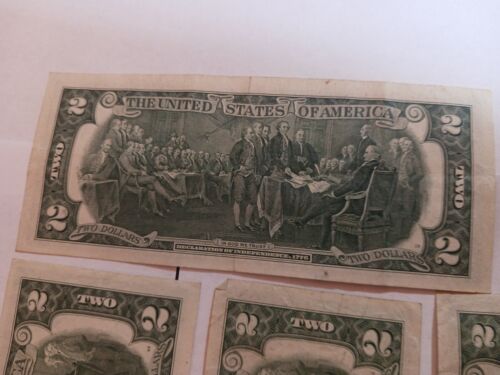 THE UNITED STATES OF AMERICA
2 2
TWO TWO
2 2
TWO DOLLARS IN GOD WE TRUST TWO DOLLARS
DECLARATION OF INDEPENDENCE, 1776
2 TWO 2 2 TWO 2 2